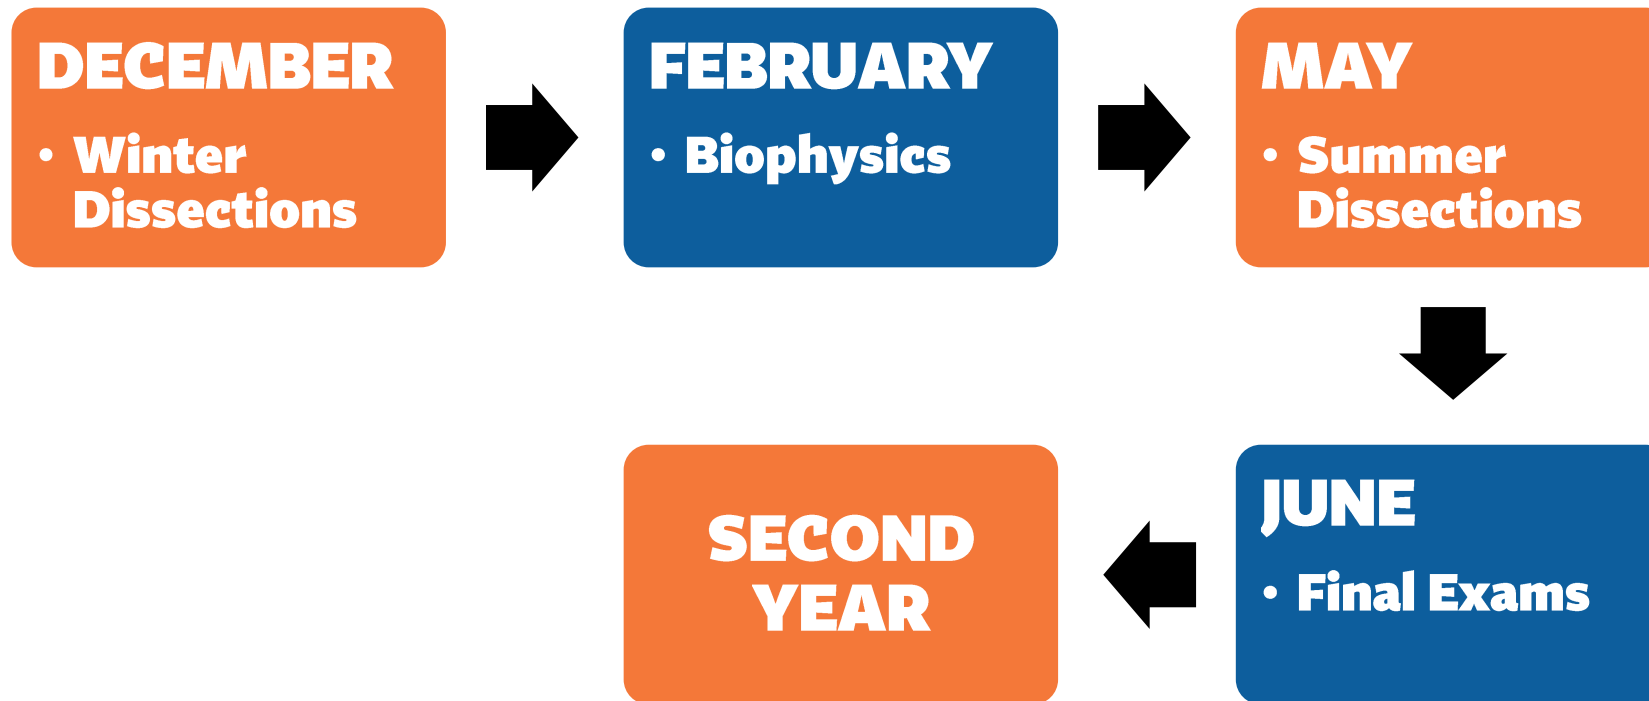 DECEMBER
• Winter
Dissections
FEBRUARY
• Biophysics
MAY
• Summer
Dissections
JUNE
• Final Exams
SECOND
YEAR